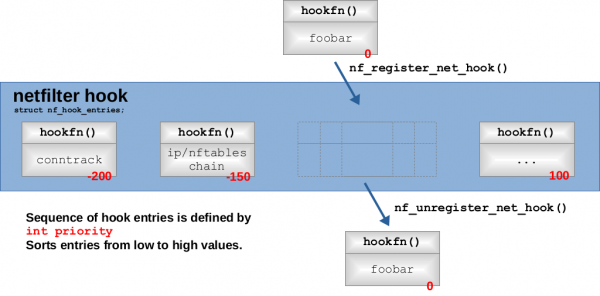 hookfn()
foobar
0
nf_register_net_hook()
netfilter hook
struct nf_hook_entries;
hookfn()
conntrack
-200
hookfn()
ip/nftables
chain
-150
hookfn()
...
100
nf_unregister_net_hook()
Sequence of hook entries is defined by
int priority
Sorts entries from low to high values.
hookfn()
foobar
0